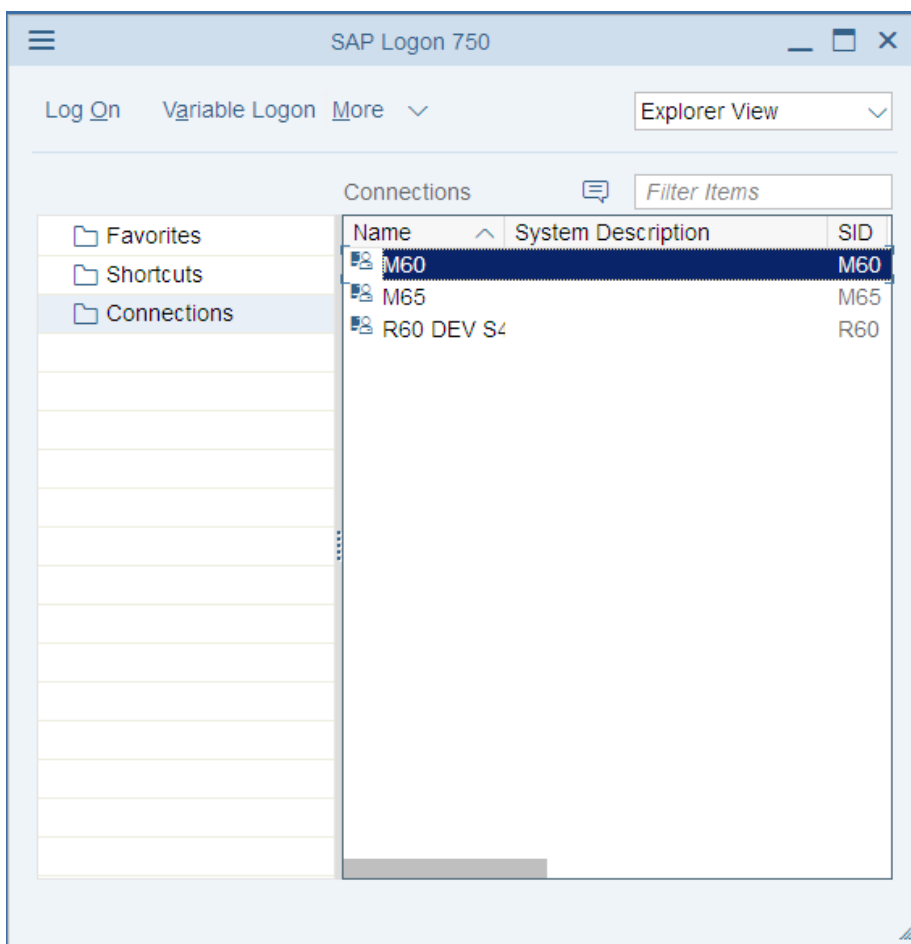 SAP Logon 750
Log On Variable Logon More Explorer View
Connections Filter Items
Favorites
Shortcuts
Connections
Name System Description SID
M60 M60
M65 M65
R60 DEV S4 R60